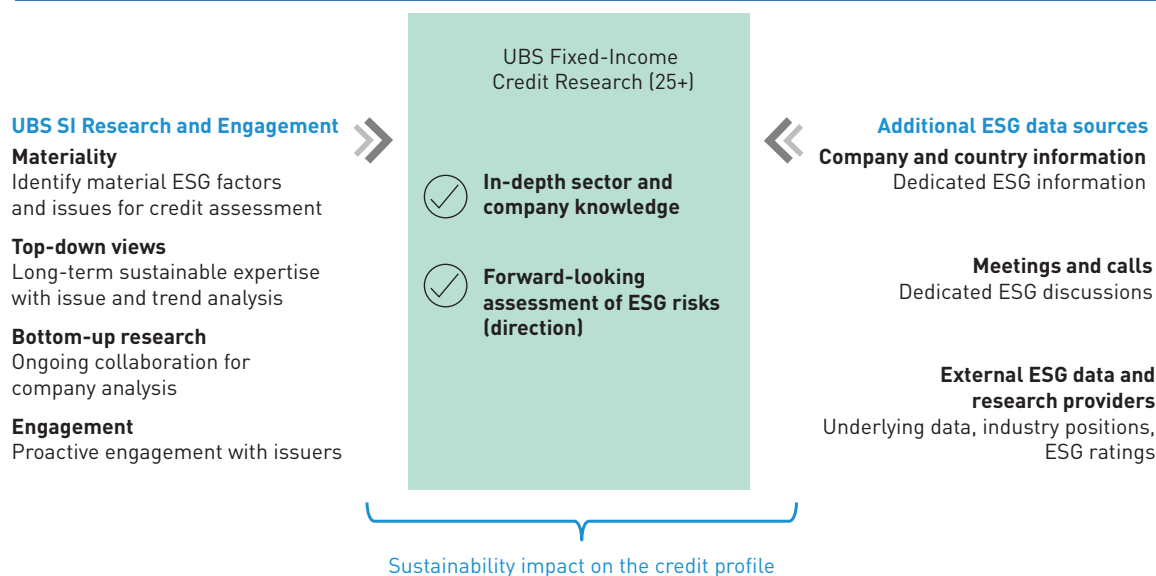 UBS Fixed-Income
Credit Research (25+)
UBS SI Research and Engagement
Materiality
Identify material ESG factors
and issues for credit assessment
Top-down views
Long-term sustainable expertise
with issue and trend analysis
Bottom-up research
Ongoing collaboration for
company analysis
Engagement
Proactive engagement with issuers
In-depth sector and
company knowledge
Forward-looking
assessment of ESG risks
(direction)
Additional ESG data sources
Company and country information
Dedicated ESG information
Meetings and calls
Dedicated ESG discussions
External ESG data and
research providers
Underlying data, industry positions,
ESG ratings
Sustainability impact on the credit profile